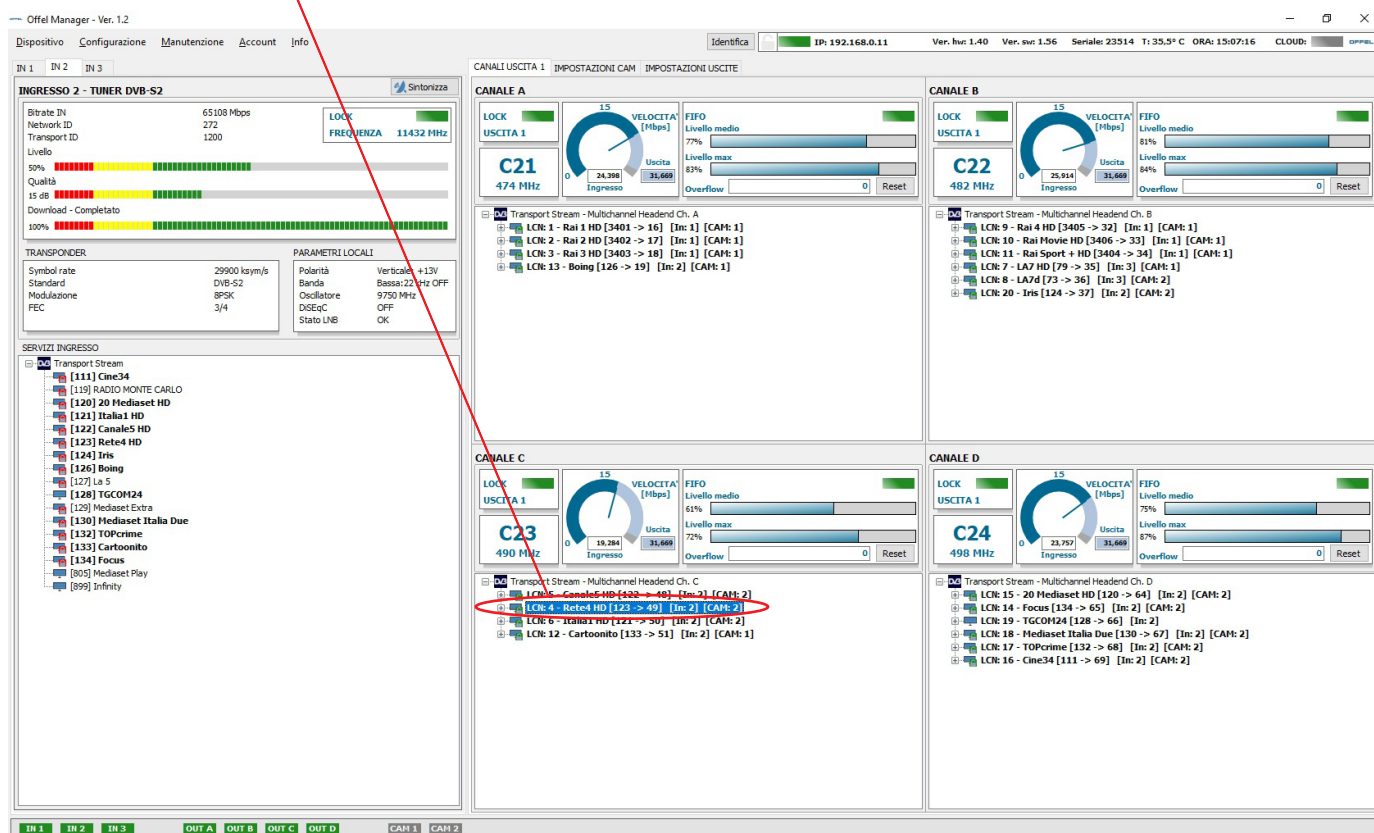 Offel Manager - Ver. 1.2
Dispositivo Configurazione Manutenzione Account Info
Identifica IP: 192.168.0.11 Ver. hw: 1.40 Ver. sw: 1.56 Seriale: 23514 T: 35,5° C ORA: 15:07:16 CLOUD: OFFEL
IN 1 IN 2 IN 3
INGRESSO 2 - TUNER DVB-S2 Sintonizza
Bitrate IN 65108 Mbps
Network ID 272
Transport ID 1200
LOCK
FREQUENZA 11432 MHz
Livello
50%
Qualità
15 dB
Download - Completato
100%
TRANSPONDER
Symbol rate 29900 ksym/s
Standard DVB-S2
Modulazione 8PSK
FEC 3/4
PARAMETRI LOCALI
Polarità Verticale: +13V
Banda Bassa:22 kHz OFF
Oscillatore 9750 MHz
DiSEqC OFF
Stato LNB OK
SERVIZI INGRESSO
DVB Transport Stream
[111] Cine34
[119] RADIO MONTE CARLO
[120] 20 Mediaset HD
[121] Italia1 HD
[122] Canale5 HD
[123] Rete4 HD
[124] Iris
[126] Boing
[127] La 5
[128] TGCOM24
[129] Mediaset Extra
[130] Mediaset Italia Due
[132] TOPcrime
[133] Cartoonito
[134] Focus
[805] Mediaset Play
[899] Infinity
CANALI USCITA 1 IMPOSTAZIONI CAM IMPOSTAZIONI USCITE
CANALE A
LOCK
USCITA 1
C21
474 MHz
15
VELOCITA'
[Mbps]
Uscita
0 24,398 31,669
Ingresso
FIFO
Livello medio
77%
Livello max
83%
Overflow 0 Reset
DVB Transport Stream - Multichannel Headend Ch. A
LCN: 1 - Rai 1 HD [3401 -> 16] [In: 1] [CAM: 1]
LCN: 2 - Rai 2 HD [3402 -> 17] [In: 1] [CAM: 1]
LCN: 3 - Rai 3 HD [3403 -> 18] [In: 1] [CAM: 1]
LCN: 13 - Boing [126 -> 19] [In: 2] [CAM: 1]
CANALE B
LOCK
USCITA 1
C22
482 MHz
15
VELOCITA'
[Mbps]
Uscita
0 25,914 31,669
Ingresso
FIFO
Livello medio
81%
Livello max
84%
Overflow 0 Reset
DVB Transport Stream - Multichannel Headend Ch. B
LCN: 9 - Rai 4 HD [3405 -> 32] [In: 1] [CAM: 1]
LCN: 10 - Rai Movie HD [3406 -> 33] [In: 1] [CAM: 1]
LCN: 11 - Rai Sport + HD [3404 -> 34] [In: 1] [CAM: 1]
LCN: 7 - LA7 HD [79 -> 35] [In: 3] [CAM: 1]
LCN: 8 - LA7d [73 -> 36] [In: 3] [CAM: 2]
LCN: 20 - Iris [124 -> 37] [In: 2] [CAM: 2]
CANALE C
LOCK
USCITA 1
C23
490 MHz
15
VELOCITA'
[Mbps]
Uscita
0 19,284 31,669
Ingresso
FIFO
Livello medio
61%
Livello max
72%
Overflow 0 Reset
DVB Transport Stream - Multichannel Headend Ch. C
LCN: 5 - Canale5 HD [122 -> 48] [In: 2] [CAM: 2]
LCN: 4 - Rete4 HD [123 -> 49] [In: 2] [CAM: 2]
LCN: 6 - Italia1 HD [121 -> 50] [In: 2] [CAM: 2]
LCN: 12 - Cartoonito [133 -> 51] [In: 2] [CAM: 1]
CANALE D
LOCK
USCITA 1
C24
498 MHz
15
VELOCITA'
[Mbps]
Uscita
0 23,757 31,669
Ingresso
FIFO
Livello medio
75%
Livello max
87%
Overflow 0 Reset
DVB Transport Stream - Multichannel Headend Ch. D
LCN: 15 - 20 Mediaset HD [120 -> 64] [In: 2] [CAM: 2]
LCN: 14 - Focus [134 -> 65] [In: 2] [CAM: 2]
LCN: 19 - TGCOM24 [128 -> 66] [In: 2]
LCN: 18 - Mediaset Italia Due [130 -> 67] [In: 2] [CAM: 2]
LCN: 17 - TOPcrime [132 -> 68] [In: 2] [CAM: 2]
LCN: 16 - Cine34 [111 -> 69] [In: 2] [CAM: 2]
IN 1 IN 2 IN 3 OUT A OUT B OUT C OUT D CAM 1 CAM 2